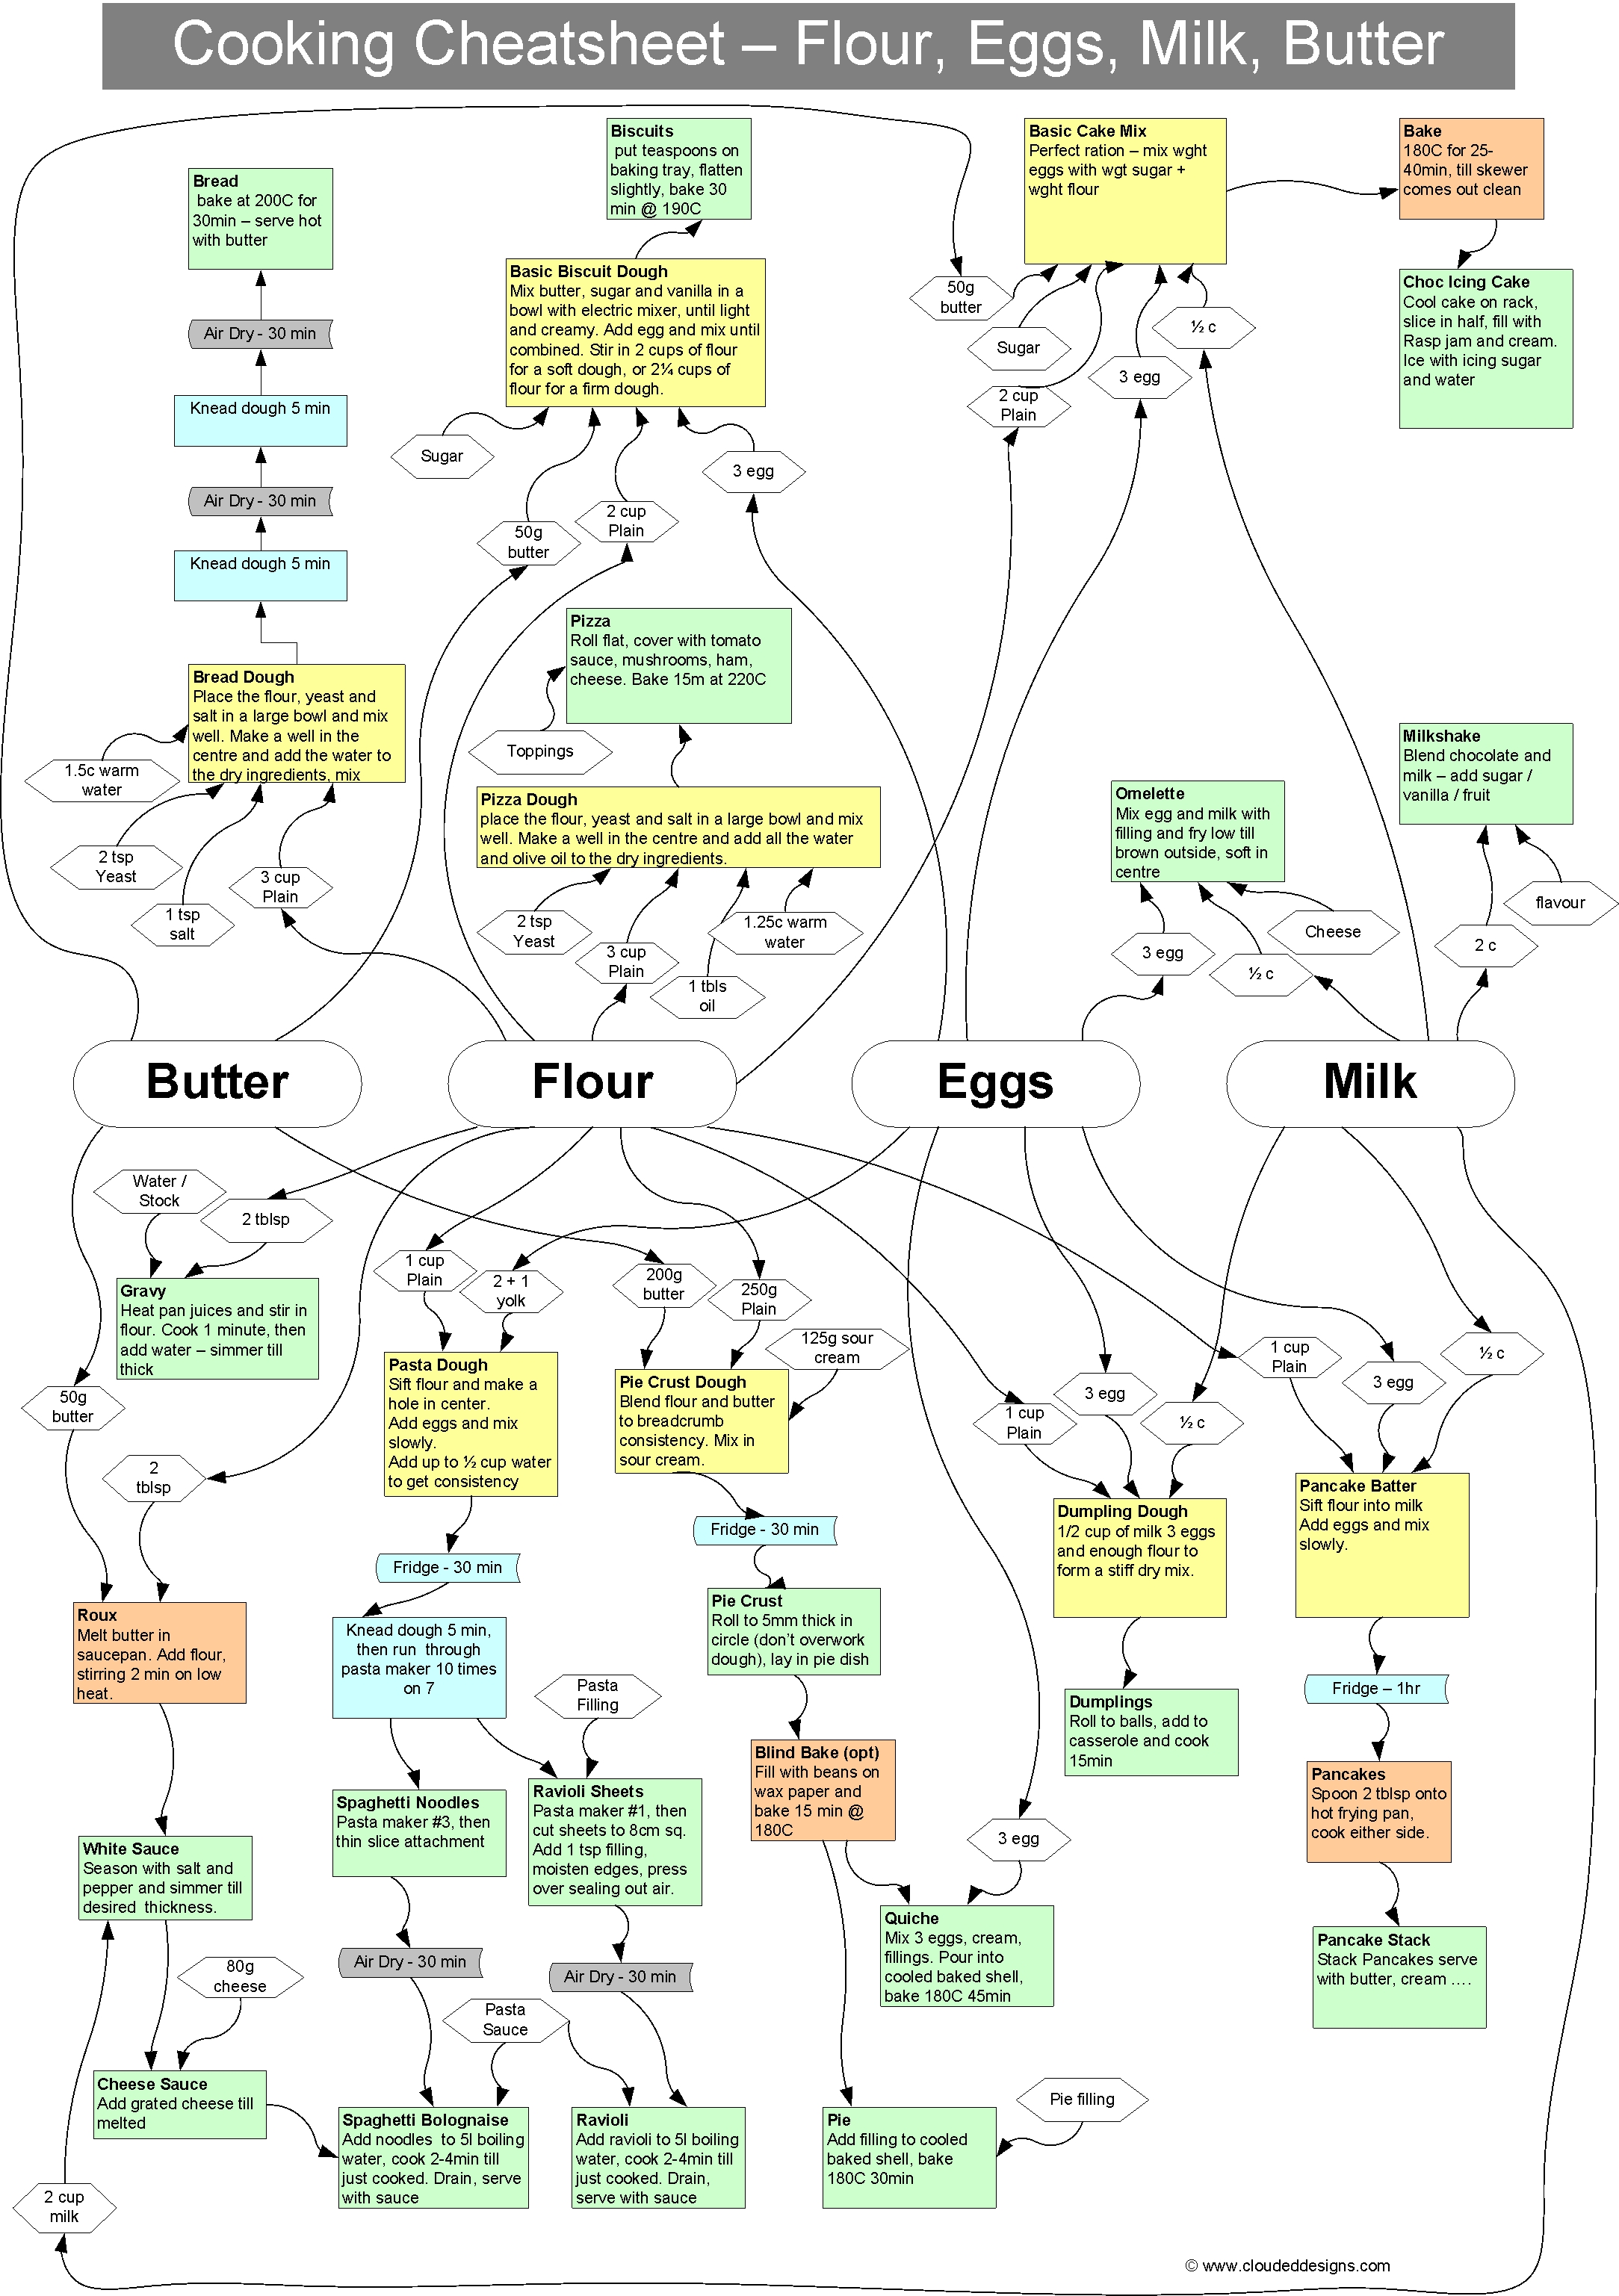 Cooking Cheatsheet – Flour, Eggs, Milk, Butter
Bread
bake at 200C for
30min – serve hot
with butter
Air Dry - 30 min
Knead dough 5 min
Air Dry - 30 min
Knead dough 5 min
Bread Dough
Place the flour, yeast and
salt in a large bowl and mix
well. Make a well in the
centre and add the water to
the dry ingredients, mix
1.5c warm
water
2 tsp
Yeast
1 tsp
salt
3 cup
Plain
Biscuits
put teaspoons on
baking tray, flatten
slightly, bake 30
min @ 190C
Basic Biscuit Dough
Mix butter, sugar and vanilla in a
bowl with electric mixer, until light
and creamy. Add egg and mix until
combined. Stir in 2 cups of flour
for a soft dough, or 2¼ cups of
flour for a firm dough.
Sugar
50g
butter
2 cup
Plain
3 egg
Pizza
Roll flat, cover with tomato
sauce, mushrooms, ham,
cheese. Bake 15m at 220C
Toppings
Pizza Dough
place the flour, yeast and salt in a large bowl and mix
well. Make a well in the centre and add all the water
and olive oil to the dry ingredients.
2 tsp
Yeast
3 cup
Plain
1 tbls
oil
1.25c warm
water
Basic Cake Mix
Perfect ration – mix wght
eggs with wgt sugar +
wght flour
50g
butter
Sugar
2 cup
Plain
3 egg
½ c
Bake
180C for 25-
40min, till skewer
comes out clean
Choc Icing Cake
Cool cake on rack,
slice in half, fill with
Rasp jam and cream.
Ice with icing sugar
and water
Omelette
Mix egg and milk with
filling and fry low till
brown outside, soft in
centre
3 egg
½ c
Cheese
Milkshake
Blend chocolate and
milk – add sugar /
vanilla / fruit
2 c
flavour
Butter
Flour
Eggs
Milk
Water /
Stock
2 tblsp
Gravy
Heat pan juices and stir in
flour. Cook 1 minute, then
add water – simmer till
thick
50g
butter
2
tblsp
Roux
Melt butter in
saucepan. Add flour,
stirring 2 min on low
heat.
White Sauce
Season with salt and
pepper and simmer till
desired thickness.
80g
cheese
Cheese Sauce
Add grated cheese till
melted
2 cup
milk
1 cup
Plain
2 + 1
yolk
Pasta Dough
Sift flour and make a
hole in center.
Add eggs and mix
slowly.
Add up to ½ cup water
to get consistency
Fridge - 30 min
Knead dough 5 min,
then run through
pasta maker 10 times
on 7
Pasta
Filling
Spaghetti Noodles
Pasta maker #3, then
thin slice attachment
Ravioli Sheets
Pasta maker #1, then
cut sheets to 8cm sq.
Add 1 tsp filling,
moisten edges, press
over sealing out air.
Air Dry - 30 min
Air Dry - 30 min
Pasta
Sauce
Spaghetti Bolognaise
Add noodles to 5l boiling
water, cook 2-4min till
just cooked. Drain, serve
with sauce
Ravioli
Add ravioli to 5l boiling
water, cook 2-4min till
just cooked. Drain,
serve with sauce
200g
butter
250g
Plain
125g sour
cream
Pie Crust Dough
Blend flour and butter
to breadcrumb
consistency. Mix in
sour cream.
Fridge - 30 min
Pie Crust
Roll to 5mm thick in
circle (don't overwork
dough), lay in pie dish
Blind Bake (opt)
Fill with beans on
wax paper and
bake 15 min @
180C
3 egg
Quiche
Mix 3 eggs, cream,
fillings. Pour into
cooled baked shell,
bake 180C 45min
Pie
Add filling to cooled
baked shell, bake
180C 30min
Pie filling
1 cup
Plain
3 egg
½ c
Dumpling Dough
1/2 cup of milk 3 eggs
and enough flour to
form a stiff dry mix.
Dumplings
Roll to balls, add to
casserole and cook
15min
1 cup
Plain
3 egg
½ c
Pancake Batter
Sift flour into milk
Add eggs and mix
slowly.
Fridge – 1hr
Pancakes
Spoon 2 tblsp onto
hot frying pan,
cook either side.
Pancake Stack
Stack Pancakes serve
with butter, cream ….
© www.cloudeddesigns.com